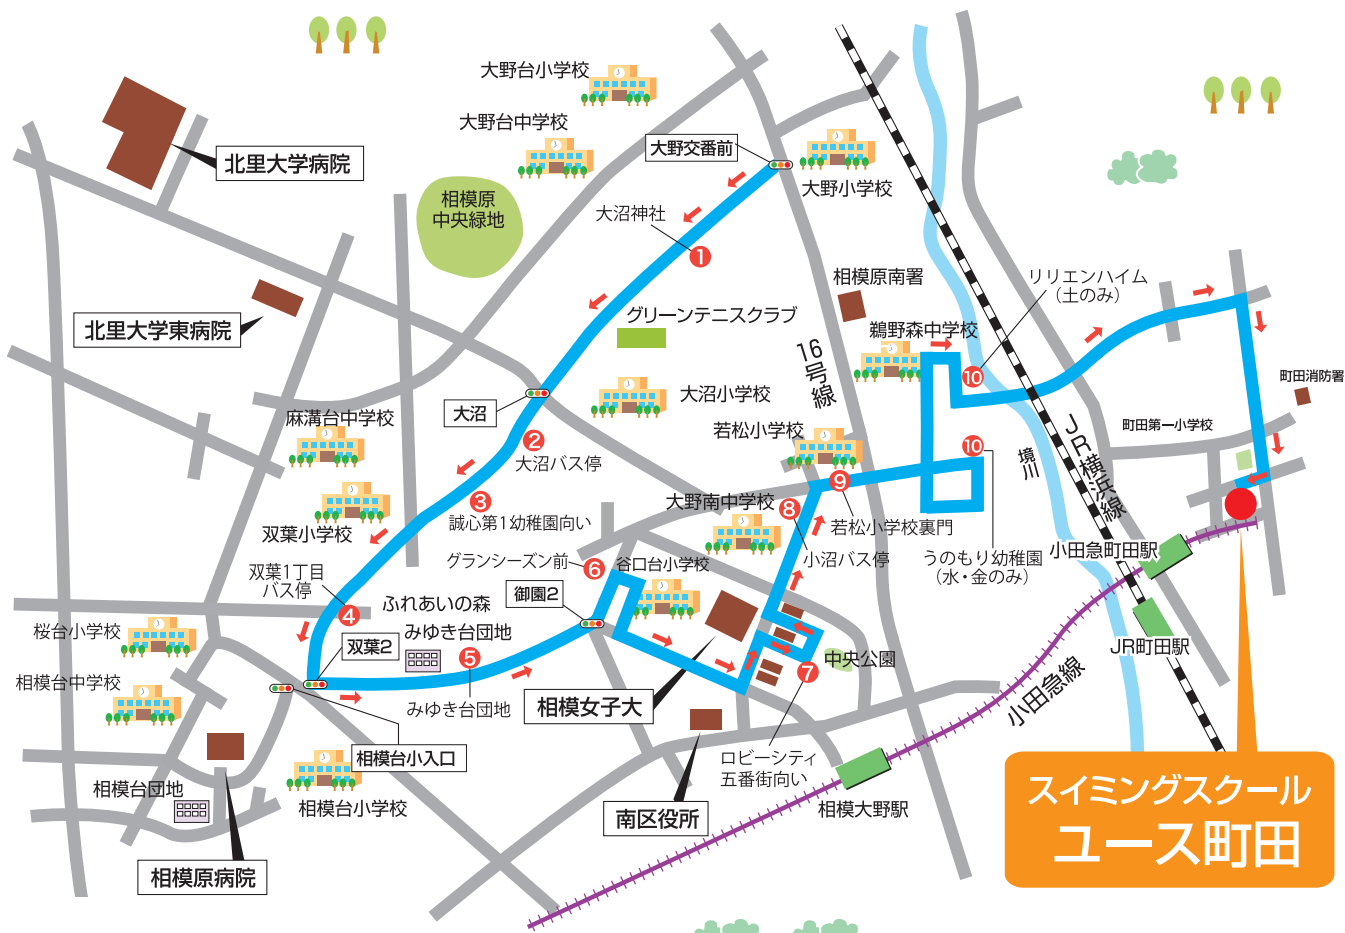 大野台小学校
大野台中学校
大野交番前
北里大学病院
大野小学校
相模原
中央緑地
大沼神社
1
相模原南署
リリエンハイム
（土のみ）
北里大学東病院
グリーンテニスクラブ
鵜野森中学校
16号線
10
町田消防署
大沼小学校
大沼
麻溝台中学校
若松小学校
町田第一小学校
JR横浜線
2
大沼バス停
10
境川
9
3
誠心第1幼稚園向い
大野南中学校
8
若松小学校裏門
双葉小学校
グランシーズン前
6
谷口台小学校
小沼バス停
うのもり幼稚園
（水・金のみ）
小田急町田駅
双葉1丁目
バス停
4
ふれあいの森
御園2
桜台小学校
双葉2
みゆき台団地
5
JR町田駅
中央公園
7
相模台中学校
みゆき台団地
相模女子大
小田急線
相模台小入口
ロビーシティ
五番街向い
相模台団地
相模台小学校
南区役所
相模大野駅
スイミングスクール
ユース町田
相模原病院